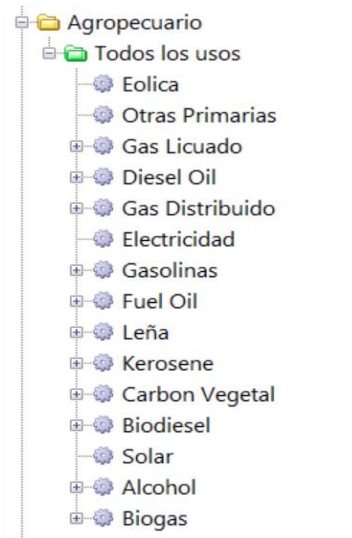 Agropecuario
Todos los usos
Eolica
Otras Primarias
Gas Licuado
Diesel Oil
Gas Distribuido
Electricidad
Gasolinas
Fuel Oil
Leña
Kerosene
Carbon Vegetal
Biodiesel
Solar
Alcohol
Biogas